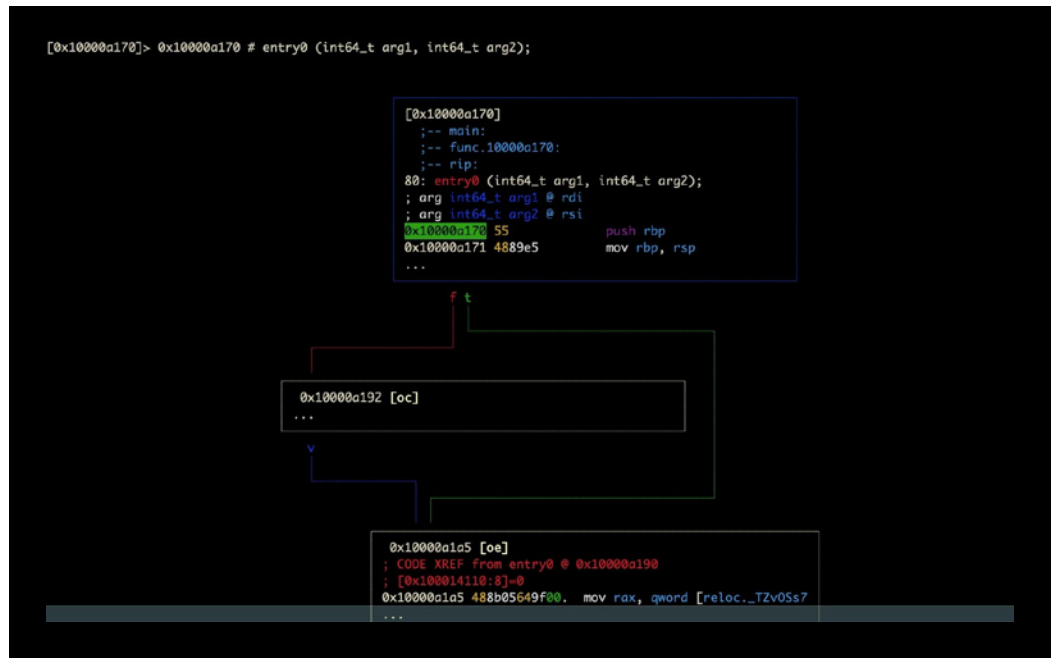 [0x10000a170]> 0x10000a170 # entry0 (int64_t arg1, int64_t arg2);
[0x10000a170]
;-- main:
;-- func.10000a170:
;-- rip:
80: entry0 (int64_t arg1, int64_t arg2);
; arg int64_t arg1 @ rdi
; arg int64_t arg2 @ rsi
0x10000a170 55 push rbp
0x10000a171 4889e5 mov rbp, rsp
...
f t
0x10000a192 [oc]
...
v
0x10000a1a5 [oe]
; CODE XREF from entry0 @ 0x10000a190
; [0x100014110:8]=0
0x10000a1a5 488b05649f00. mov rax, qword [reloc._TZvOSs7
...